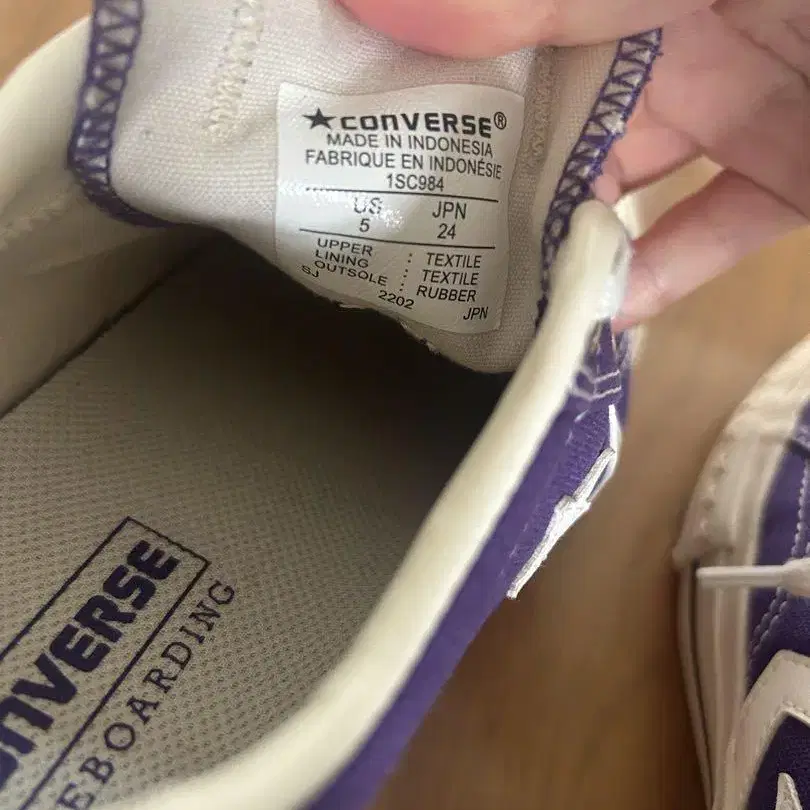 ★CONVERSE®
MADE IN INDONESIA
FABRIQUE EN INDONÉSIE
1SC984
US JPN
5 24
UPPER : TEXTILE
LINING : TEXTILE
OUTSOLE : RUBBER
SJ 2202 JPN
ONVERSE
EBOARDING